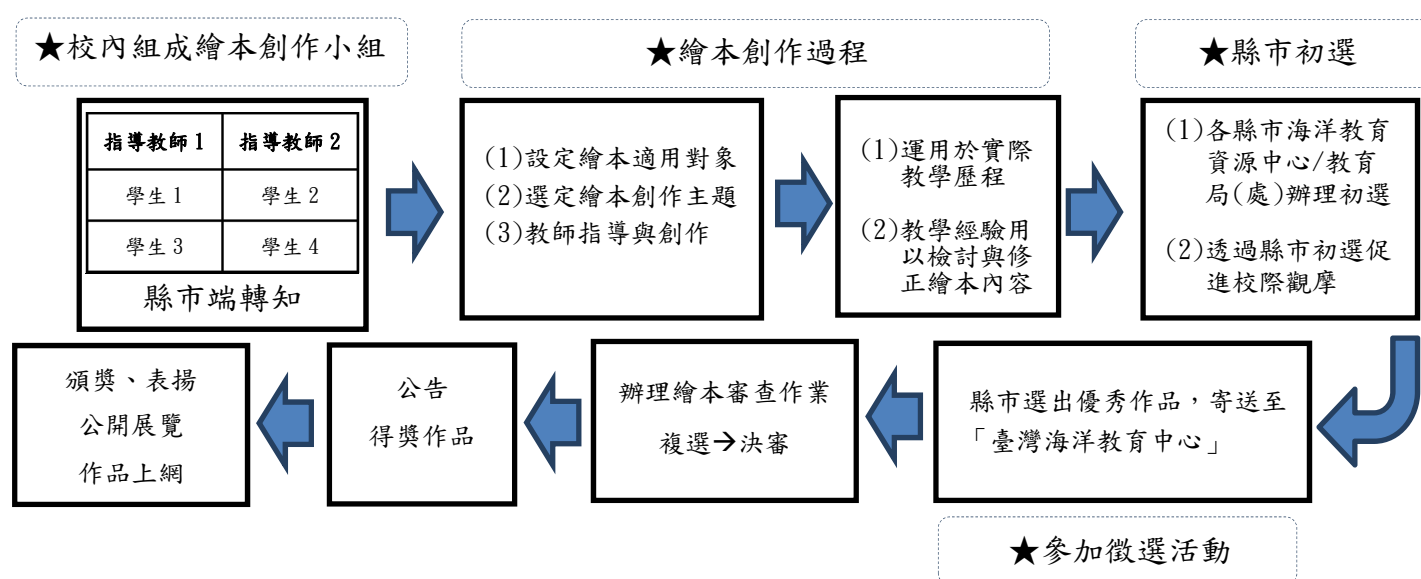 ★校內組成繪本創作小組
★繪本創作過程
★縣市初選
指導教師1 指導教師2
學生1 學生2
學生3 學生4
縣市端轉知
(1)設定繪本適用對象
(2)選定繪本創作主題
(3)教師指導與創作
(1)運用於實際
教學歷程
(2)教學經驗用
以檢討與修
正繪本內容
(1)各縣市海洋教育
資源中心/教育
局(處)辦理初選
(2)透過縣市初選促
進校際觀摩
縣市選出優秀作品，寄送至
「臺灣海洋教育中心」
辦理繪本審查作業
複選→決審
公告
得獎作品
頒獎、表揚
公開展覽
作品上網
★參加徵選活動